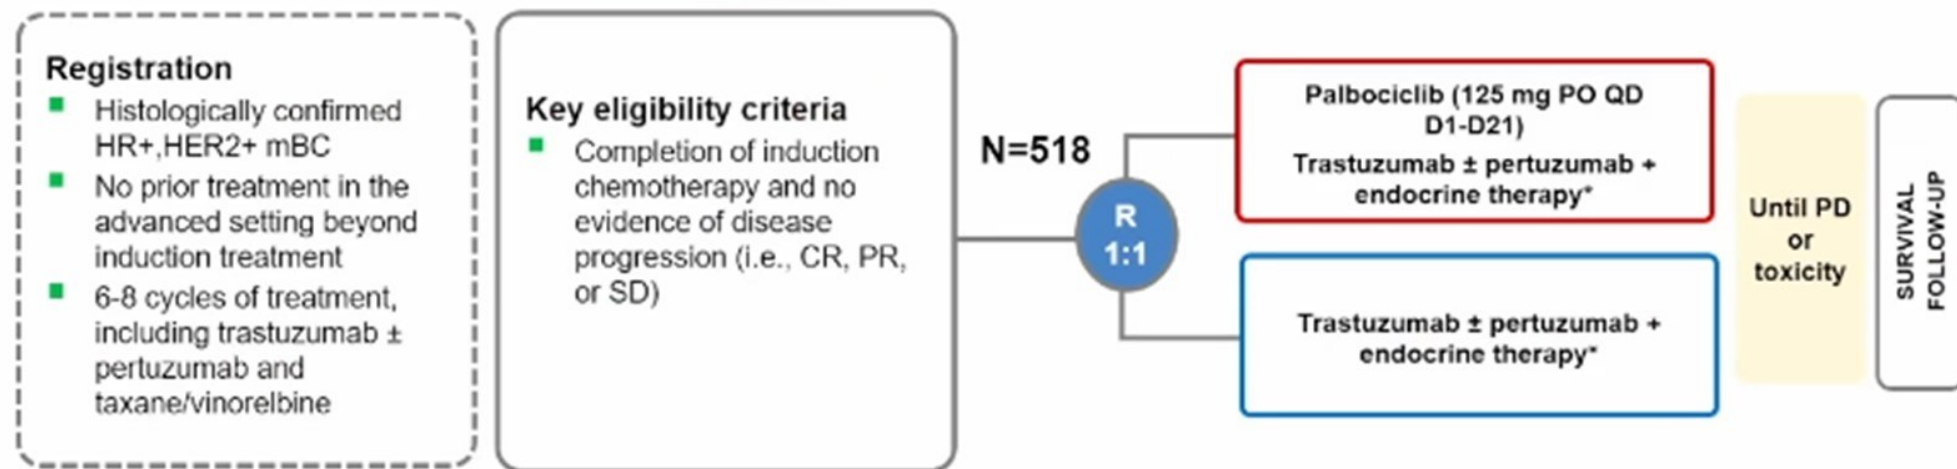 Registration
Histologically confirmed
HR+,HER2+ mBC
No prior treatment in the
advanced setting beyond
induction treatment
6-8 cycles of treatment,
including trastuzumab ±
pertuzumab and
taxane/vinorelbine
Key eligibility criteria
Completion of induction
chemotherapy and no
evidence of disease
progression (i.e., CR, PR,
or SD)
N=518
R
1:1
Palbociclib (125 mg PO QD
D1-D21)
Trastuzumab ± pertuzumab +
endocrine therapy*
Trastuzumab ± pertuzumab +
endocrine therapy*
Until PD
or
toxicity
SURVIVAL
FOLLOW-UP